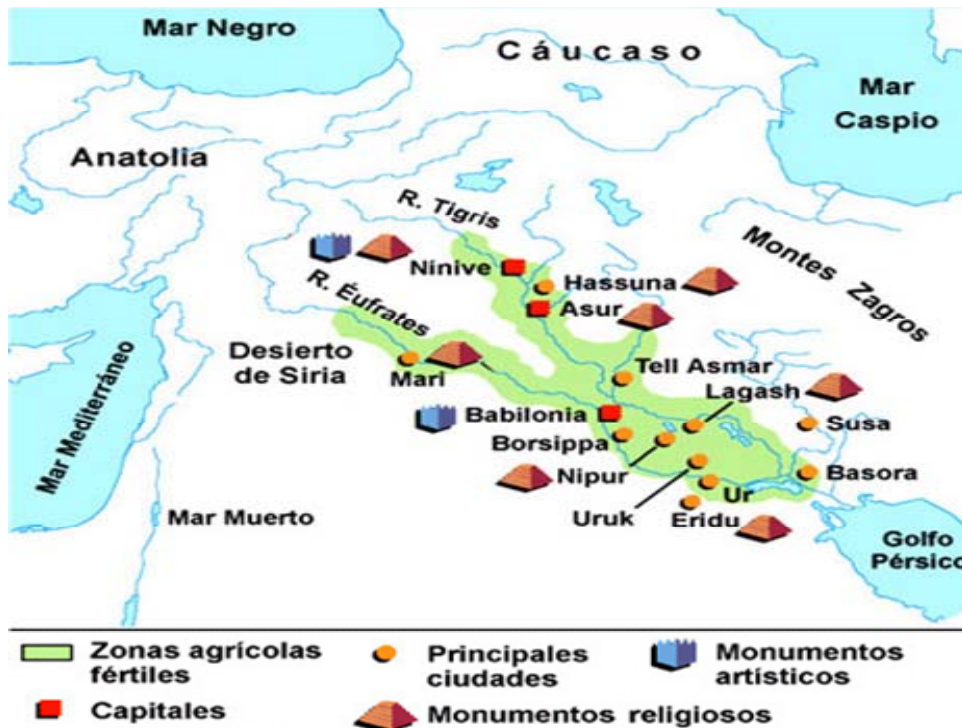 Mar Negro
Cáucaso
Mar
Caspio
Anatolia
R. Tigris
Montes Zagros
Nínive
Hassuna
R. Éufrates
Asur
Desierto
de Siria
Mari
Tell Asmar
Lagash
Mar Mediterráneo
Babilonia
Susa
Borsippa
Nipur
Basora
Ur
Uruk
Eridu
Mar Muerto
Golfo
Pérsico
Zonas agrícolas
fértiles
Principales
ciudades
Monumentos
artísticos
Capitales
Monumentos religiosos